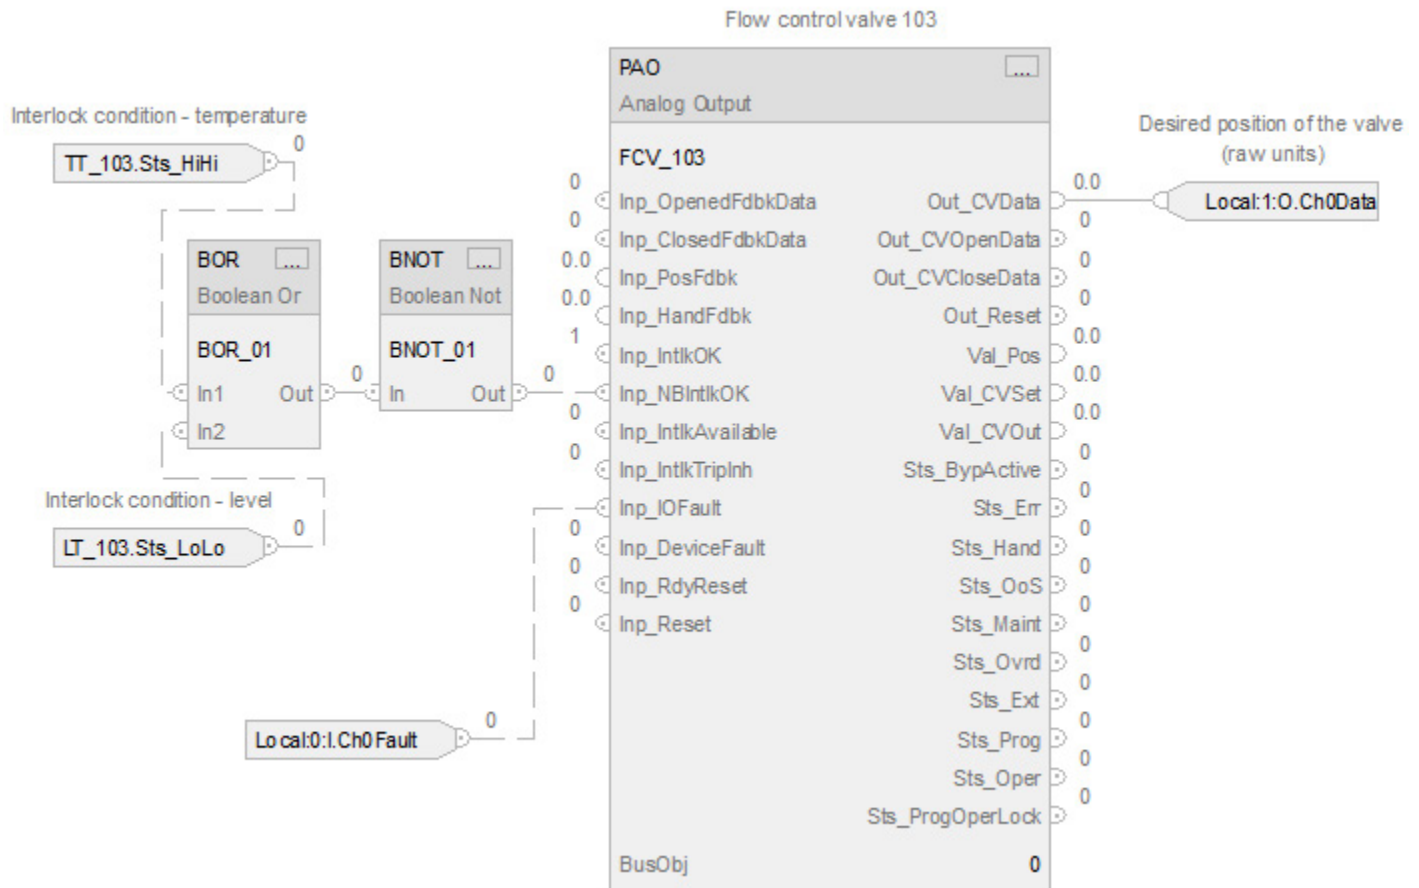 Flow control valve 103
PAO
...
Analog Output
Interlock condition - temperature
0
TT_103.Sts_HiHi
Desired position of the valve
(raw units)
Local:1:O.Ch0Data
FCV_103
0
Inp_OpenedFdbkData
Out_CVData
0.0
0
Inp_ClosedFdbkData
Out_CVOpenData
0
0.0
Inp_PosFdbk
Out_CVCloseData
0
0.0
Inp_HandFdbk
Out_Reset
0
1
Inp_IntlkOK
Val_Pos
0.0
BOR
...
Boolean Or
BOR_01
In1
Out
0
In2
BNOT
...
Boolean Not
BNOT_01
In
Out
0
Inp_NBIntlkOK
Val_CVSet
0.0
0
Inp_IntlkAvailable
Val_CVOut
0.0
0
Inp_IntlkTripInh
Sts_BypActive
0
Interlock condition - level
0
LT_103.Sts_LoLo
Inp_IOFault
Sts_Err
0
0
Inp_DeviceFault
Sts_Hand
0
0
Inp_RdyReset
Sts_OoS
0
0
Inp_Reset
Sts_Maint
0
Sts_Ovrd
0
Sts_Ext
0
Local:0:I.Ch0Fault
0
Sts_Prog
0
Sts_Oper
0
Sts_ProgOperLock
0
BusObj
0